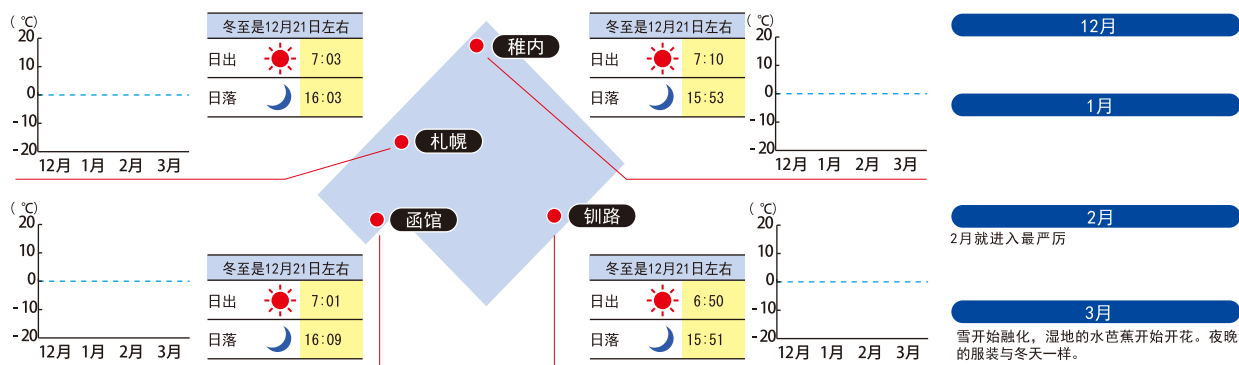 (℃)
20
10
0
-10
-20
12月 1月 2月 3月
冬至是12月21日左右
日出 7:03
日落 16:03
稚内
札幌
函馆
钏路
冬至是12月21日左右
日出 7:10
日落 15:53
(℃)
20
10
0
-10
-20
12月 1月 2月 3月
(℃)
20
10
0
-10
-20
12月 1月 2月 3月
冬至是12月21日左右
日出 7:01
日落 16:09
冬至是12月21日左右
日出 6:50
日落 15:51
(℃)
20
10
0
-10
-20
12月 1月 2月 3月
12月
1月
2月
2月就进入最严厉
3月
雪开始融化，湿地的水芭蕉开始开花。夜晚
的服装与冬天一样。